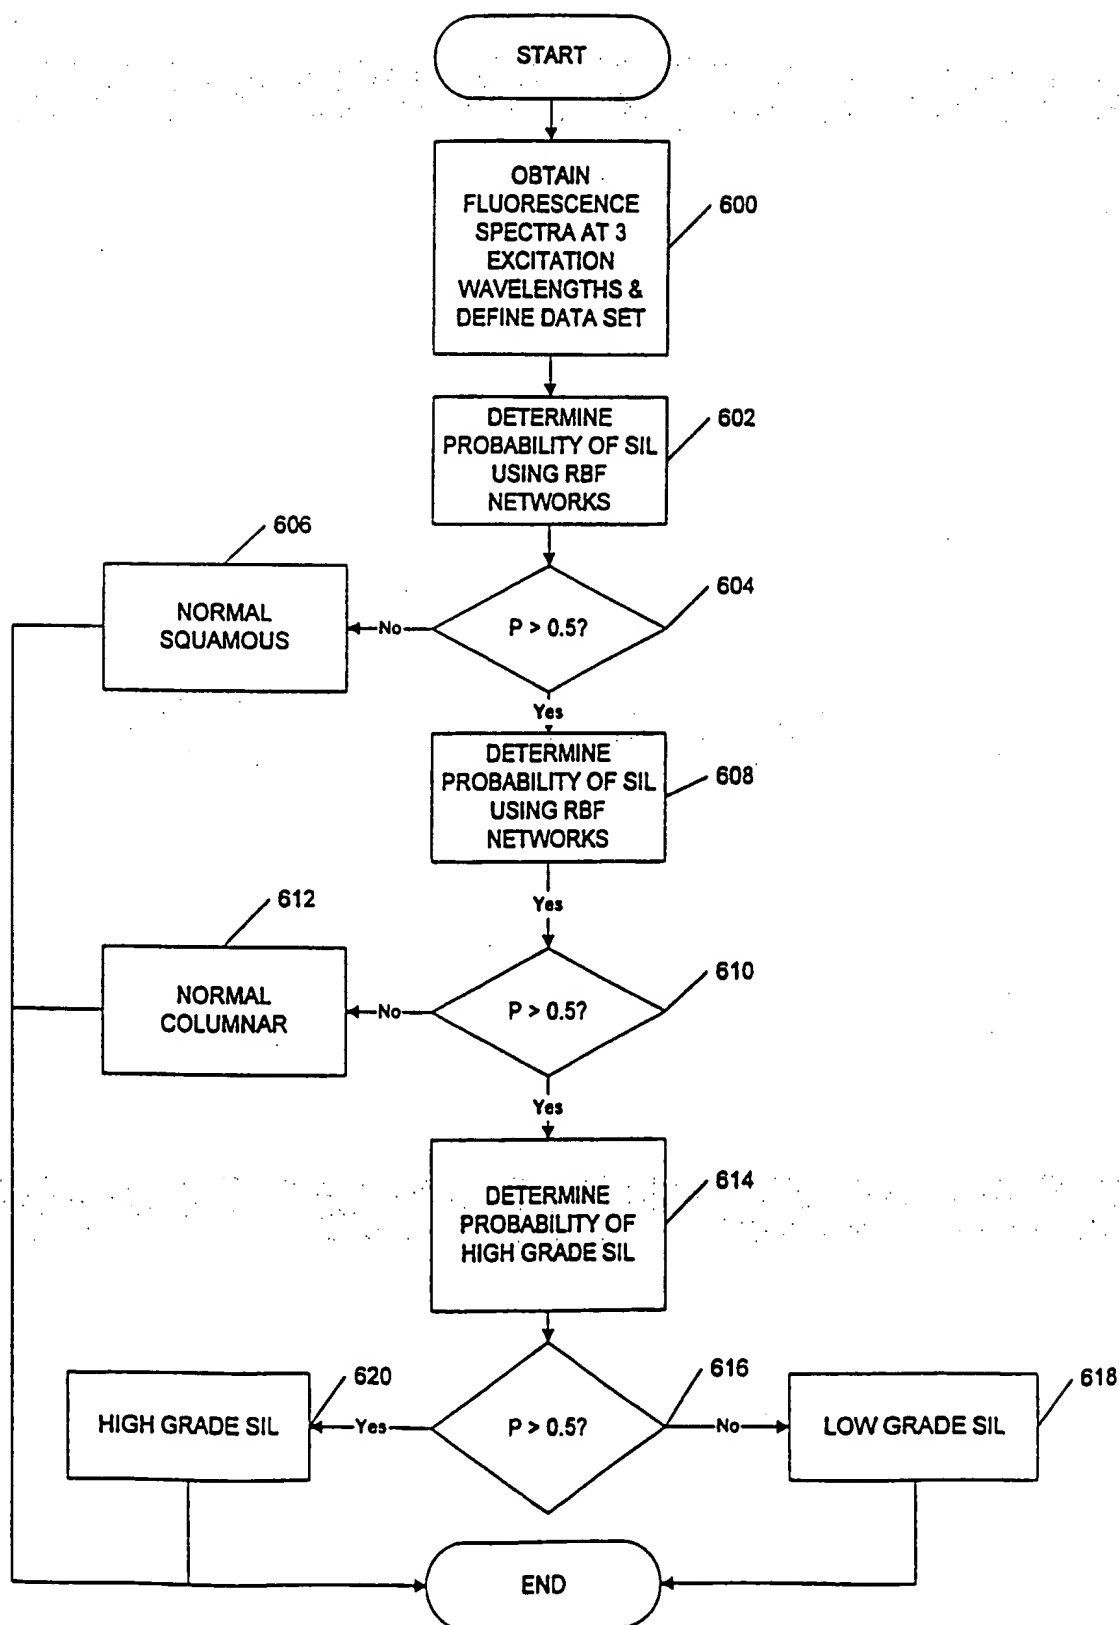 START
OBTAIN
FLUORESCENCE
SPECTRA AT 3
EXCITATION
WAVELENGTHS &
DEFINE DATA SET
600
DETERMINE
PROBABILITY OF SIL
USING RBF
NETWORKS
602
606
NORMAL
SQUAMOUS
No
P > 0.5?
604
Yes
DETERMINE
PROBABILITY OF SIL
USING RBF
NETWORKS
608
Yes
612
NORMAL
COLUMNAR
No
P > 0.5?
610
Yes
DETERMINE
PROBABILITY OF
HIGH GRADE SIL
614
620
HIGH GRADE SIL
Yes
P > 0.5?
616
No
LOW GRADE SIL
618
END